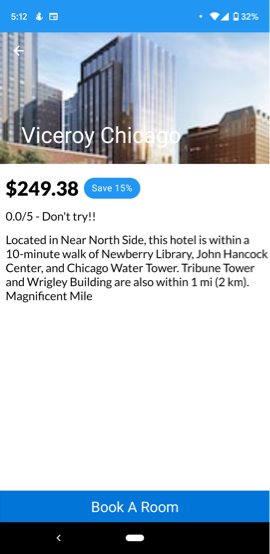 5:12
32%
Viceroy Chicago
$249.38 Save 15%
0.0/5 - Don't try!!
Located in Near North Side, this hotel is within a
10-minute walk of Newberry Library, John Hancock
Center, and Chicago Water Tower. Tribune Tower
and Wrigley Building are also within 1 mi (2 km).
Magnificent Mile
Book A Room